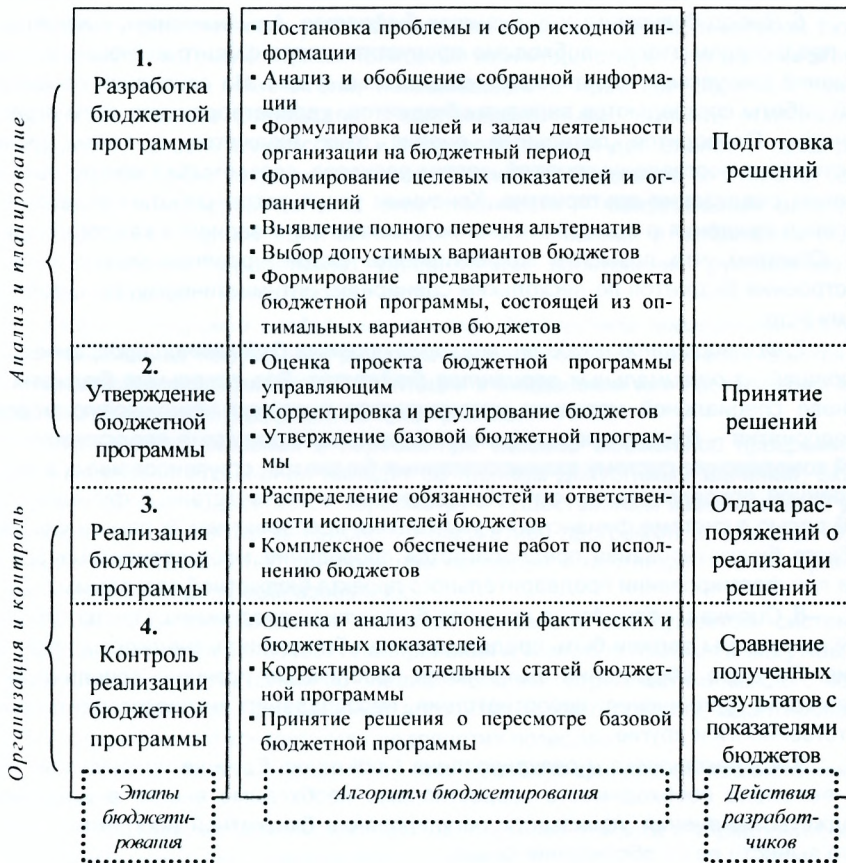 Анализ и планирование
1.
Разработка
бюджетной
программы
▪ Постановка проблемы и сбор исходной ин-
формации
▪ Анализ и обобщение собранной информа-
ции
▪ Формулировка целей и задач деятельности
организации на бюджетный период
▪ Формирование целевых показателей и ог-
раничений
▪ Выявление полного перечня альтернатив
▪ Выбор допустимых вариантов бюджетов
▪ Формирование предварительного проекта
бюджетной программы, состоящей из оп-
тимальных вариантов бюджетов
Подготовка
решений
2.
Утверждение
бюджетной
программы
▪ Оценка проекта бюджетной программы
управляющим
▪ Корректировка и регулирование бюджетов
▪ Утверждение базовой бюджетной програм-
мы
Принятие
решений
Организация и контроль
3.
Реализация
бюджетной
программы
▪ Распределение обязанностей и ответствен-
ности исполнителей бюджетов
▪ Комплексное обеспечение работ по испол-
нению бюджетов
Отдача рас-
поряжений о
реализации
решений
4.
Контроль
реализации
бюджетной
программы
▪ Оценка и анализ отклонений фактических и
бюджетных показателей
▪ Корректировка отдельных статей бюджет-
ной программы
▪ Принятие решения о пересмотре базовой
бюджетной программы
Сравнение
полученных
результатов с
показателями
бюджетов
Этапы
бюджети-
рования
Алгоритм бюджетирования
Действия
разработ-
чиков